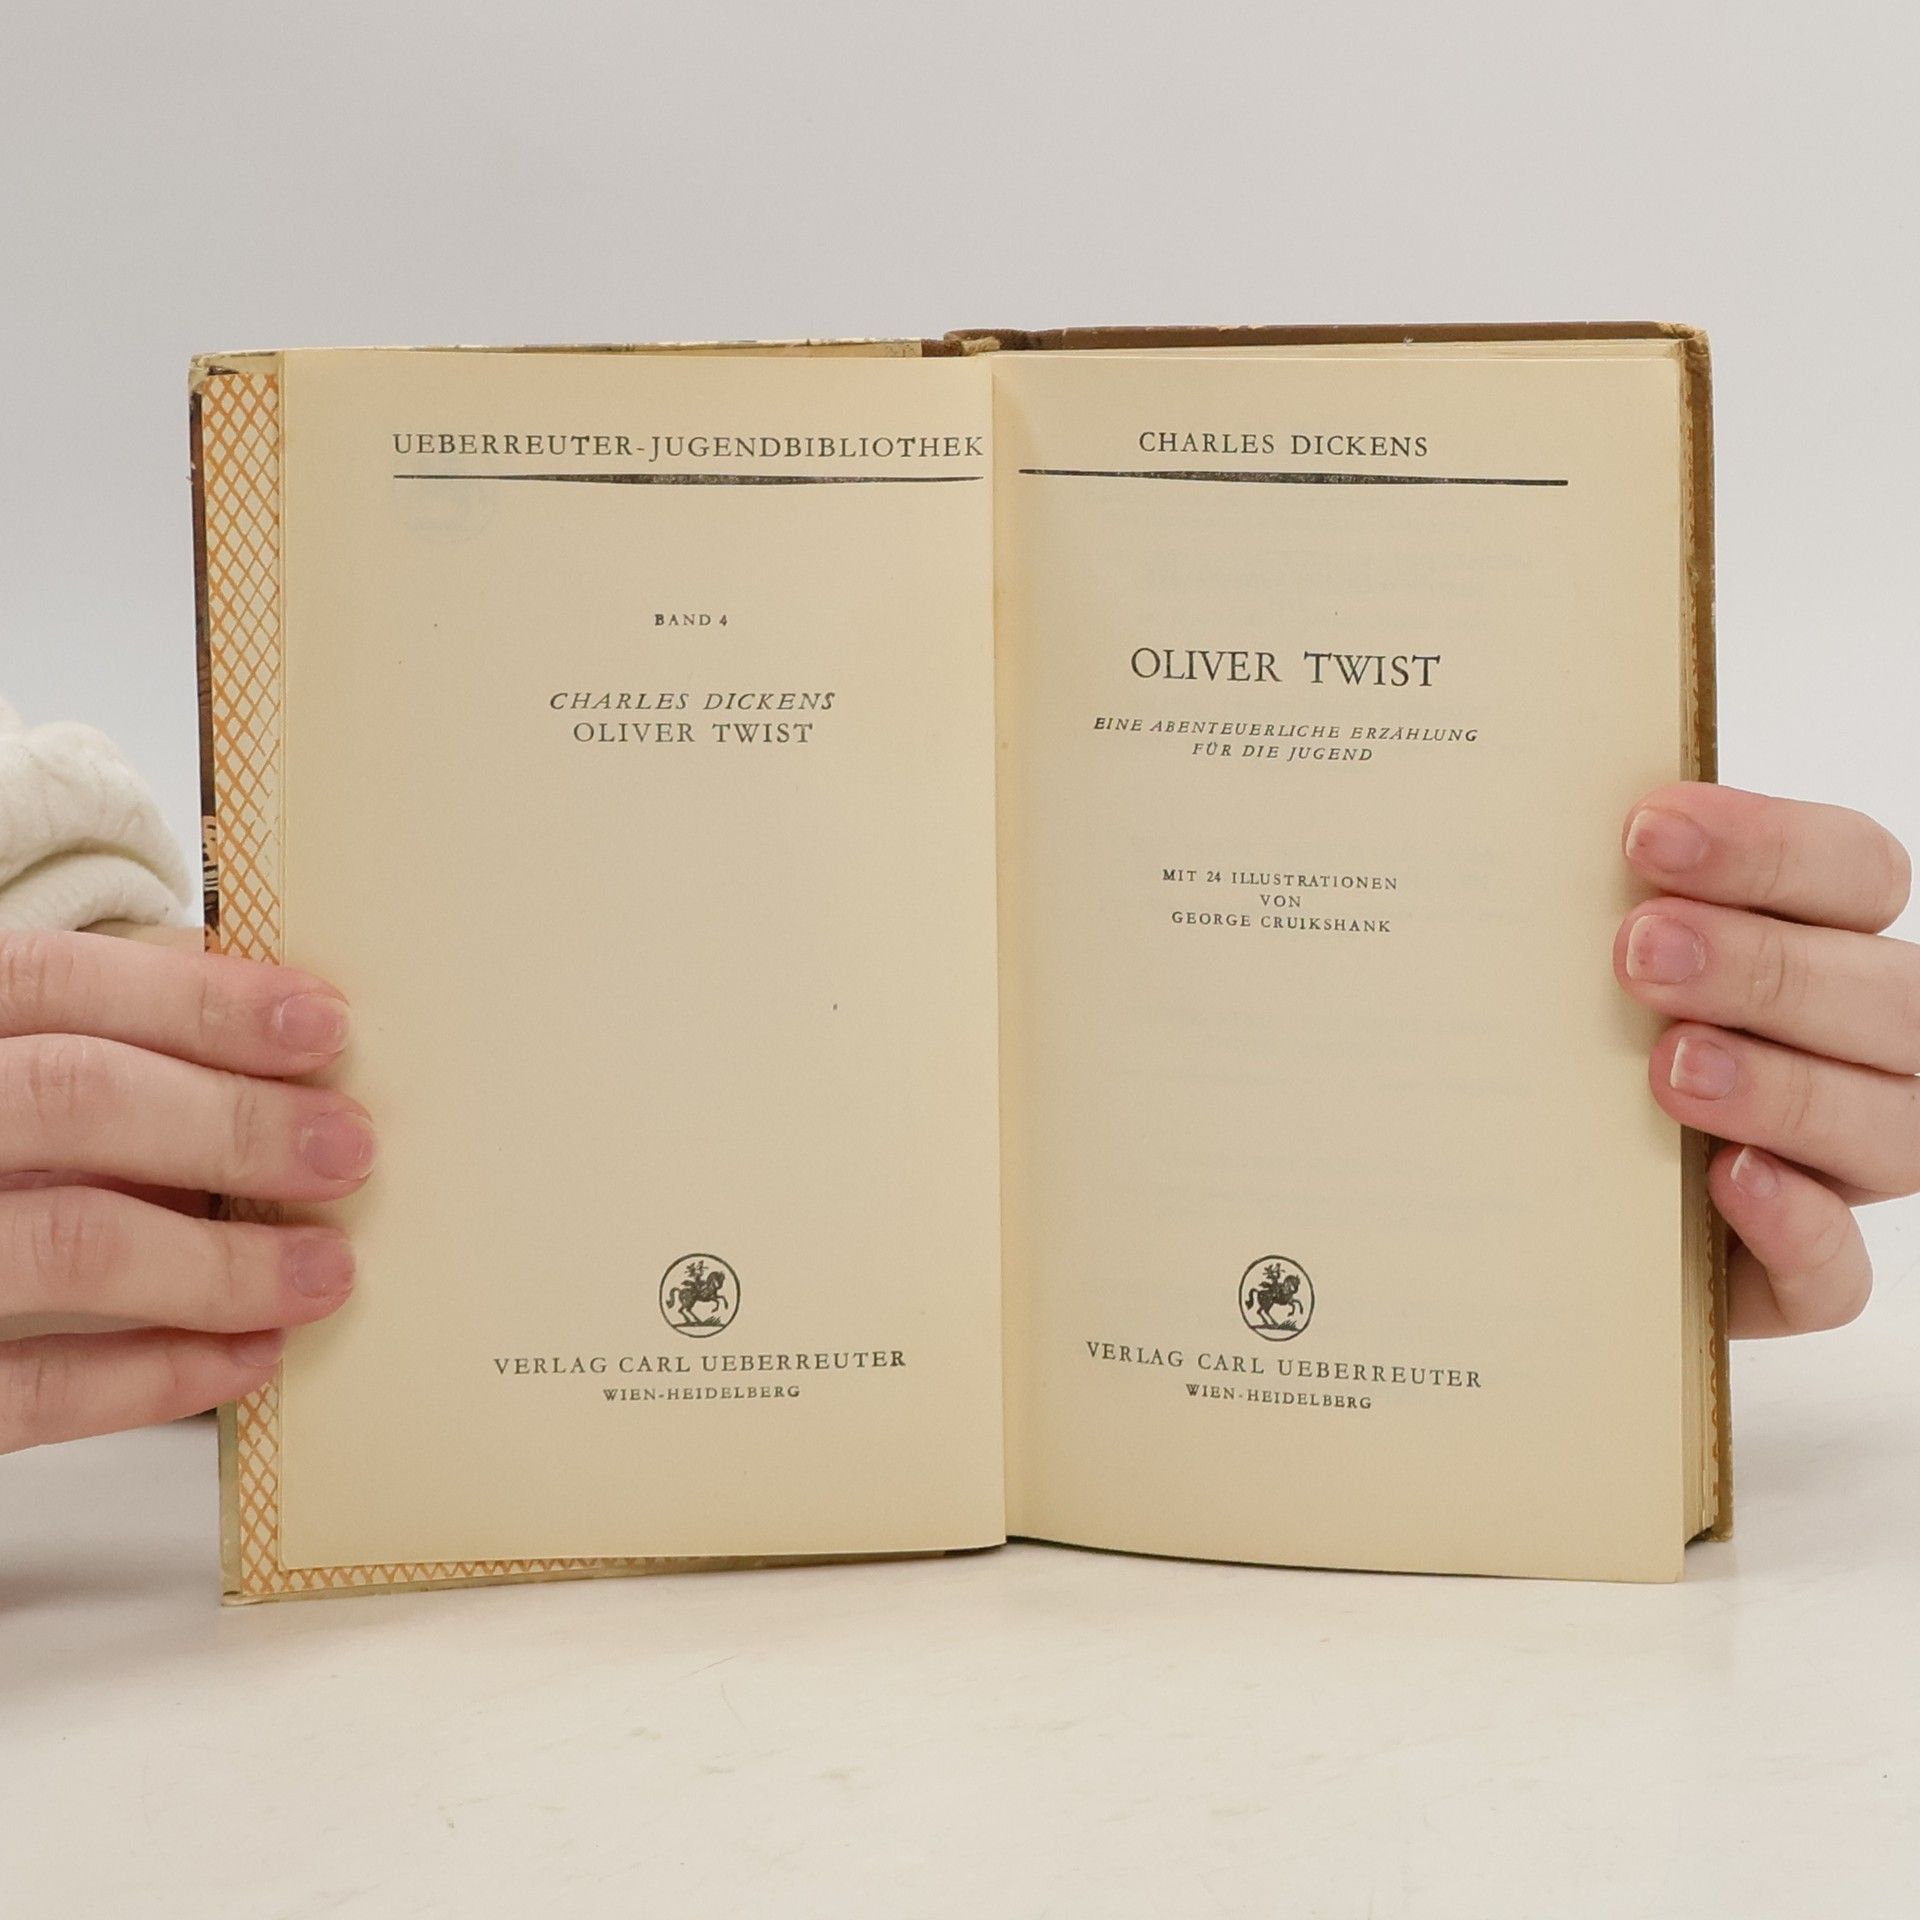 UEBERREUTER-JUGENDBIBLIOTHEK
BAND 4
CHARLES DICKENS
OLIVER TWIST
VERLAG CARL UEBERREUTER
WIEN-HEIDELBERG
CHARLES DICKENS
OLIVER TWIST
EINE ABENTEUERLICHE ERZÄHLUNG
FÜR DIE JUGEND
MIT 24 ILLUSTRATIONEN
VON
GEORGE CRUIKSHANK
VERLAG CARL UEBERREUTER
WIEN-HEIDELBERG